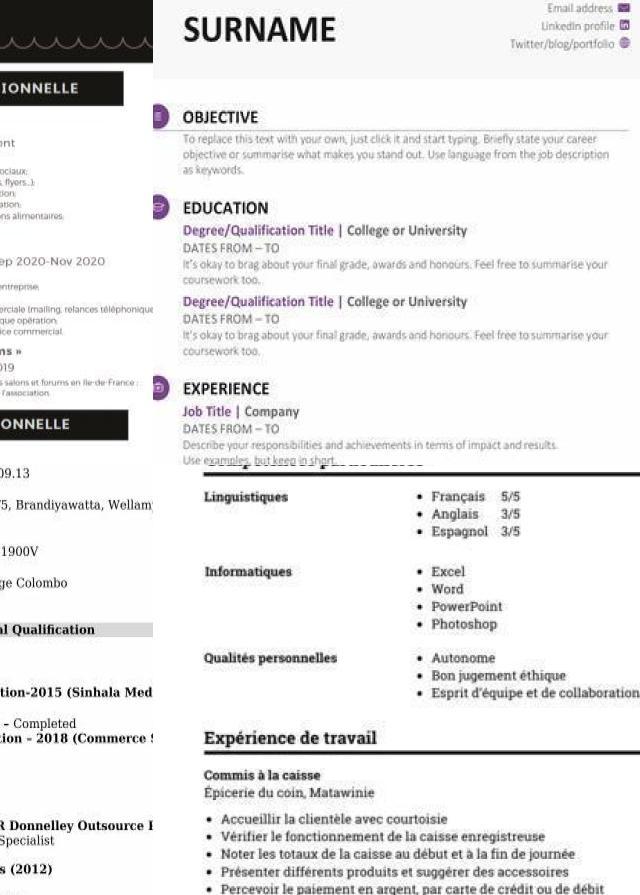 IONNELLE
ent
ociaux;
s, flyers..);
tion;
ation;
ons alimentaires;
ep 2020-Nov 2020
entreprise;
erciale (mailing, relances téléphonique
que opération;
ice commercial.
ms »
019
s salons et forums en Ile-de-France :
l'association.
ONNELLE
09.13
/5, Brandiyawatta, Wellam
1900V
ge Colombo
al Qualification
tion-2015 (Sinhala Med
– Completed
tion – 2018 (Commerce
R Donnelley Outsource
Specialist
s (2012)
SURNAME
Email address
LinkedIn profile
Twitter/blog/portfolio
OBJECTIVE
To replace this text with your own, just click it and start typing. Briefly state your career
objective or summarise what makes you stand out. Use language from the job description
as keywords.
EDUCATION
Degree/Qualification Title | College or University
DATES FROM – TO
It's okay to brag about your final grade, awards and honours. Feel free to summarise your
coursework too.
Degree/Qualification Title | College or University
DATES FROM – TO
It's okay to brag about your final grade, awards and honours. Feel free to summarise your
coursework too.
EXPERIENCE
Job Title | Company
DATES FROM – TO
Describe your responsibilities and achievements in terms of impact and results.
Use examples, but keep in short.
Linguistiques
• Français 5/5
• Anglais 3/5
• Espagnol 3/5
Informatiques
• Excel
• Word
• PowerPoint
• Photoshop
Qualités personnelles
• Autonome
• Bon jugement éthique
• Esprit d'équipe et de collaboration
Expérience de travail
Commis à la caisse
Épicerie du coin, Matawinie
• Accueillir la clientèle avec courtoisie
• Vérifier le fonctionnement de la caisse enregistreuse
• Noter les totaux de la caisse au début et à la fin de journée
• Présenter différents produits et suggérer des accessoires
• Percevoir le paiement en argent, par carte de crédit ou de débit